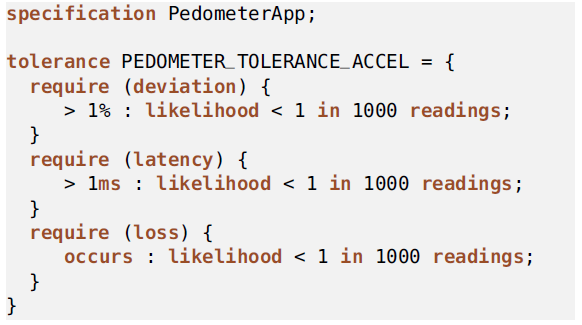 specification PedometerApp;
tolerance PEDOMETER_TOLERANCE_ACCEL = {
require (deviation) {
> 1% : likelihood < 1 in 1000 readings;
}
require (latency) {
> 1ms : likelihood < 1 in 1000 readings;
}
require (loss) {
occurs : likelihood < 1 in 1000 readings;
}
}